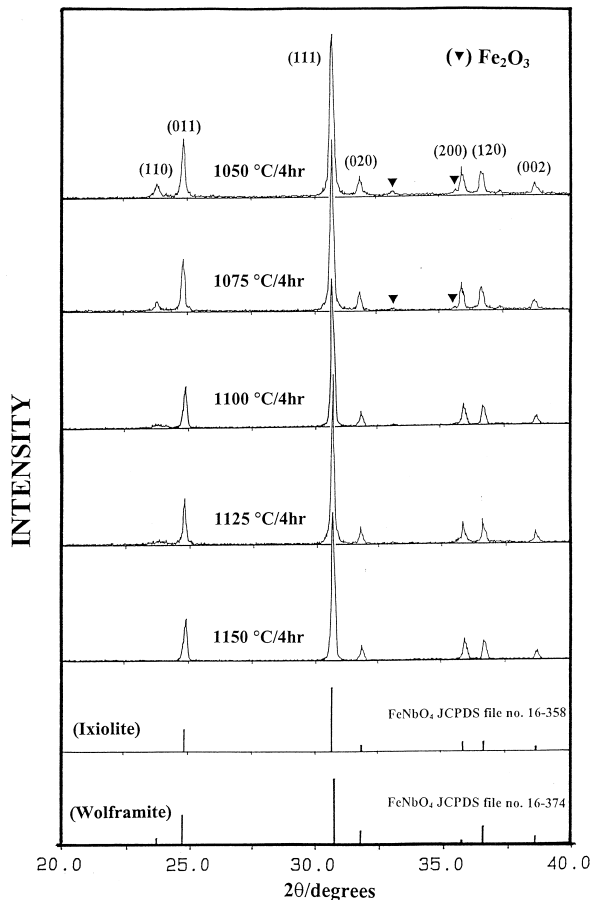 (▼) Fe₂O₃
(111)
(011)
(110)
(020)
(200) (120)
(002)
1050 °C/4hr
1075 °C/4hr
1100 °C/4hr
1125 °C/4hr
1150 °C/4hr
INTENSITY
FeNbO₄ JCPDS file no. 16-358
(Ixiolite)
FeNbO₄ JCPDS file no. 16-374
(Wolframite)
20.0 25.0 30.0 35.0 40.0
2θ/degrees